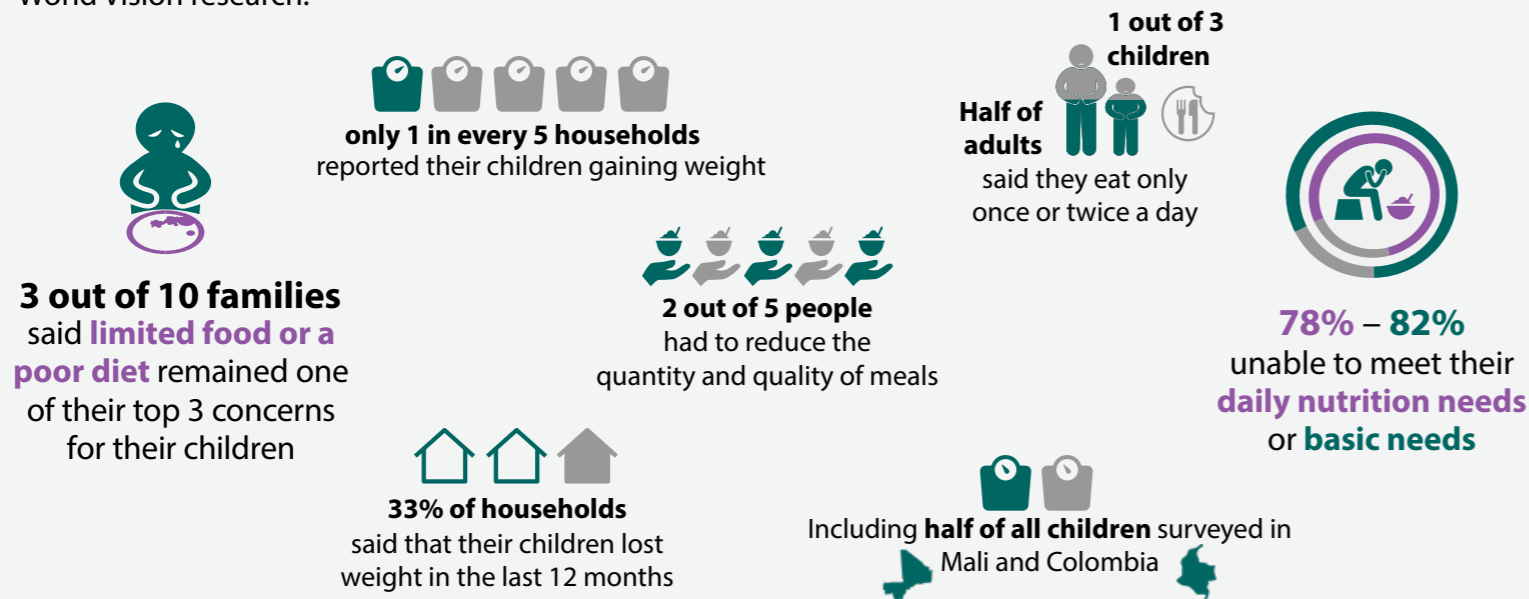 World Vision research:
3 out of 10 families
said limited food or a
poor diet remained one
of their top 3 concerns
for their children
only 1 in every 5 households
reported their children gaining weight
2 out of 5 people
had to reduce the
quantity and quality of meals
33% of households
said that their children lost
weight in the last 12 months
1 out of 3
children
Half of
adults
said they eat only
once or twice a day
Including half of all children surveyed in
Mali and Colombia
78% – 82%
unable to meet their
daily nutrition needs
or basic needs